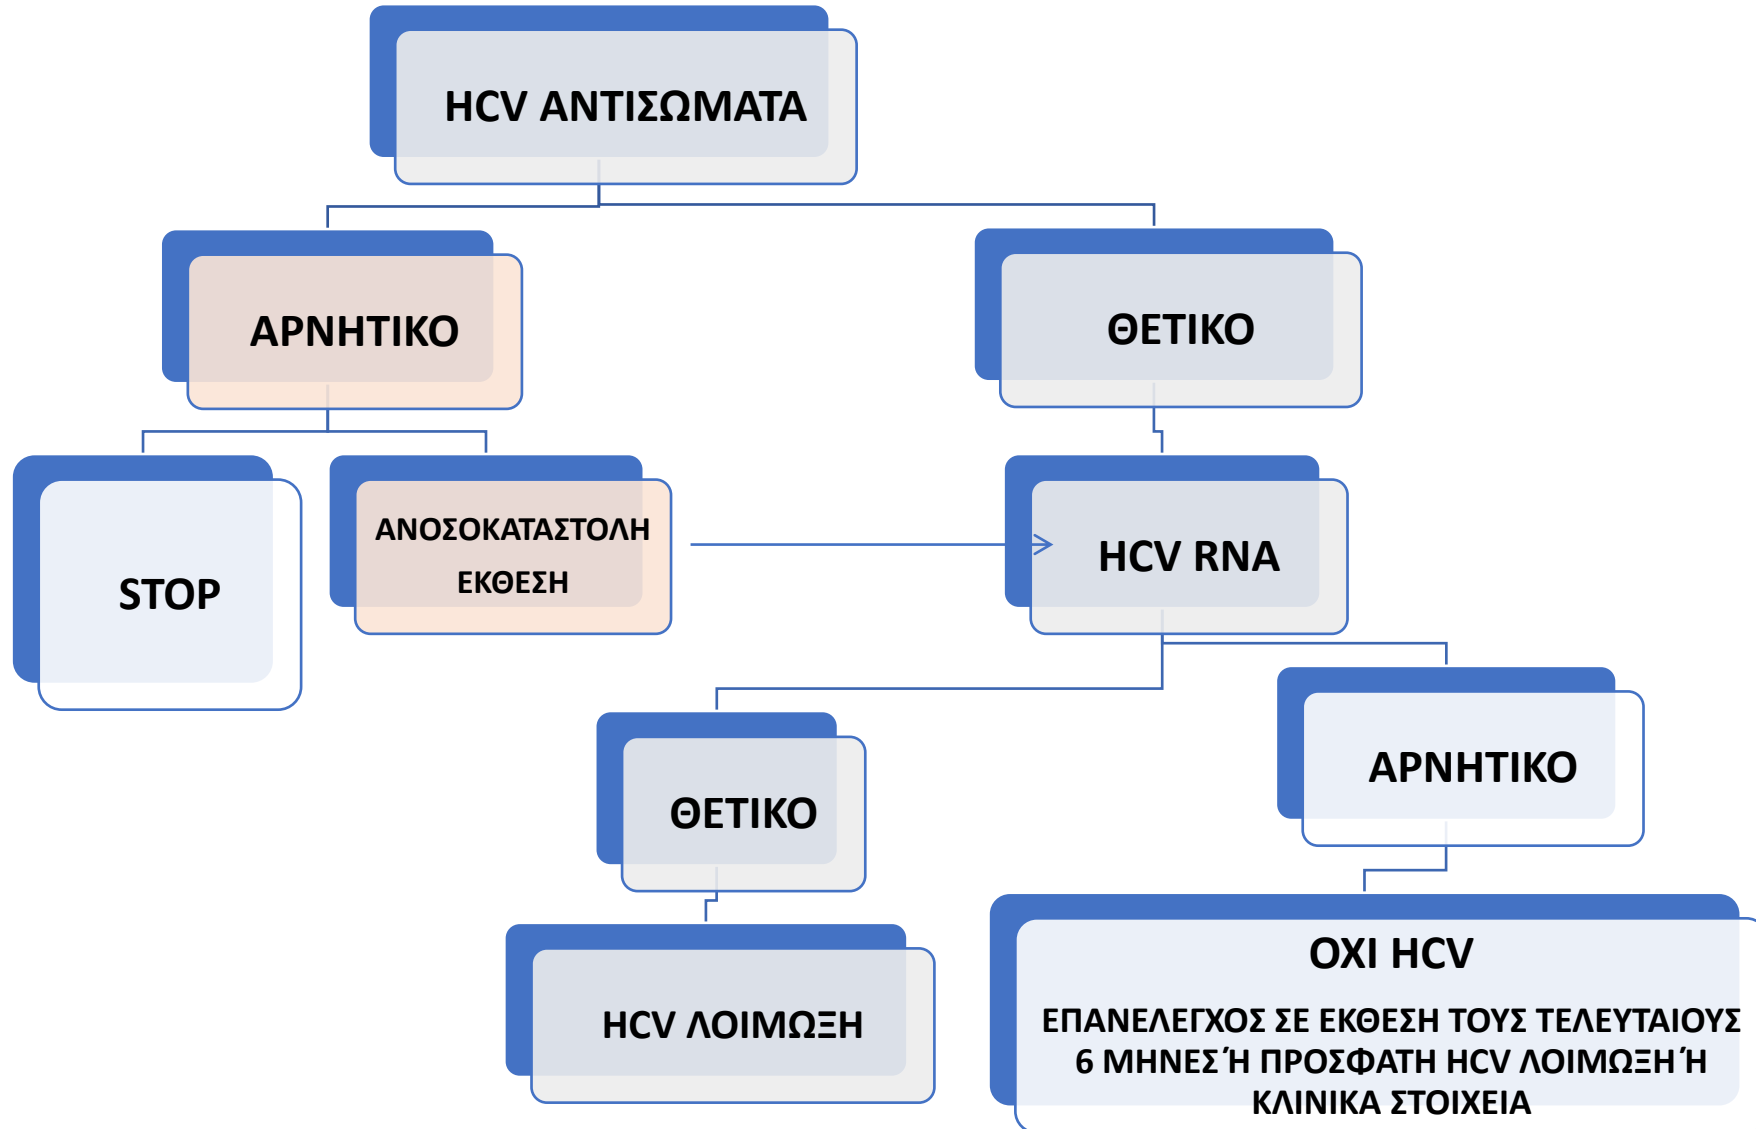 HCV ΑΝΤΙΣΩΜΑΤΑ
ΑΡΝΗΤΙΚΟ
ΘΕΤΙΚΟ
STOP
ΑΝΟΣΟΚΑΤΑΣΤΟΛΗ
ΕΚΘΕΣΗ
HCV RNA
ΘΕΤΙΚΟ
ΑΡΝΗΤΙΚΟ
HCV ΛΟΙΜΩΞΗ
ΟΧΙ HCV
ΕΠΑΝΕΛΕΓΧΟΣ ΣΕ ΕΚΘΕΣΗ ΤΟΥΣ ΤΕΛΕΥΤΑΙΟΥΣ
6 ΜΗΝΕΣ Ή ΠΡΟΣΦΑΤΗ HCV ΛΟΙΜΩΞΗ Ή
ΚΛΙΝΙΚΑ ΣΤΟΙΧΕΙΑ